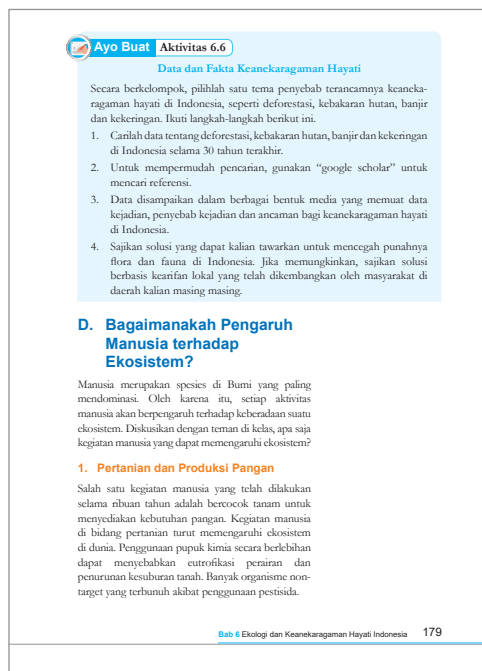 Ayo Buat Aktivitas 6.6
Data dan Fakta Keanekaragaman Hayati
Secara berkelompok, pilihlah satu tema penyebab terancamnya keaneka-
ragaman hayati di Indonesia, seperti deforestasi, kebakaran hutan, banjir
dan kekeringan. Ikuti langkah-langkah berikut ini.
1. Carilah data tentang deforestasi, kebakaran hutan, banjir dan kekeringan
di Indonesia selama 30 tahun terakhir.
2. Untuk mempermudah pencarian, gunakan “google scholar” untuk
mencari referensi.
3. Data disampaikan dalam berbagai bentuk media yang memuat data
kejadian, penyebab kejadian dan ancaman bagi keanekaragaman hayati
di Indonesia.
4. Sajikan solusi yang dapat kalian tawarkan untuk mencegah punahnya
flora dan fauna di Indonesia. Jika memungkinkan, sajikan solusi
berbasis kearifan lokal yang telah dikembangkan oleh masyarakat di
daerah kalian masing masing.
D. Bagaimanakah Pengaruh
Manusia terhadap
Ekosistem?
Manusia merupakan spesies di Bumi yang paling
mendominasi. Oleh karena itu, setiap aktivitas
manusia akan berpengaruh terhadap keberadaan suatu
ekosistem. Diskusikan dengan teman di kelas, apa saja
kegiatan manusia yang dapat memengaruhi ekosistem?
1. Pertanian dan Produksi Pangan
Salah satu kegiatan manusia yang telah dilakukan
selama ribuan tahun adalah bercocok tanam untuk
menyediakan kebutuhan pangan. Kegiatan manusia
di bidang pertanian turut memengaruhi ekosistem
di dunia. Penggunaan pupuk kimia secara berlebihan
dapat menyebabkan eutrofikasi perairan dan
penurunan kesuburan tanah. Banyak organisme non-
target yang terbunuh akibat penggunaan pestisida.
Bab 6 Ekologi dan Keanekaragaman Hayati Indonesia 179